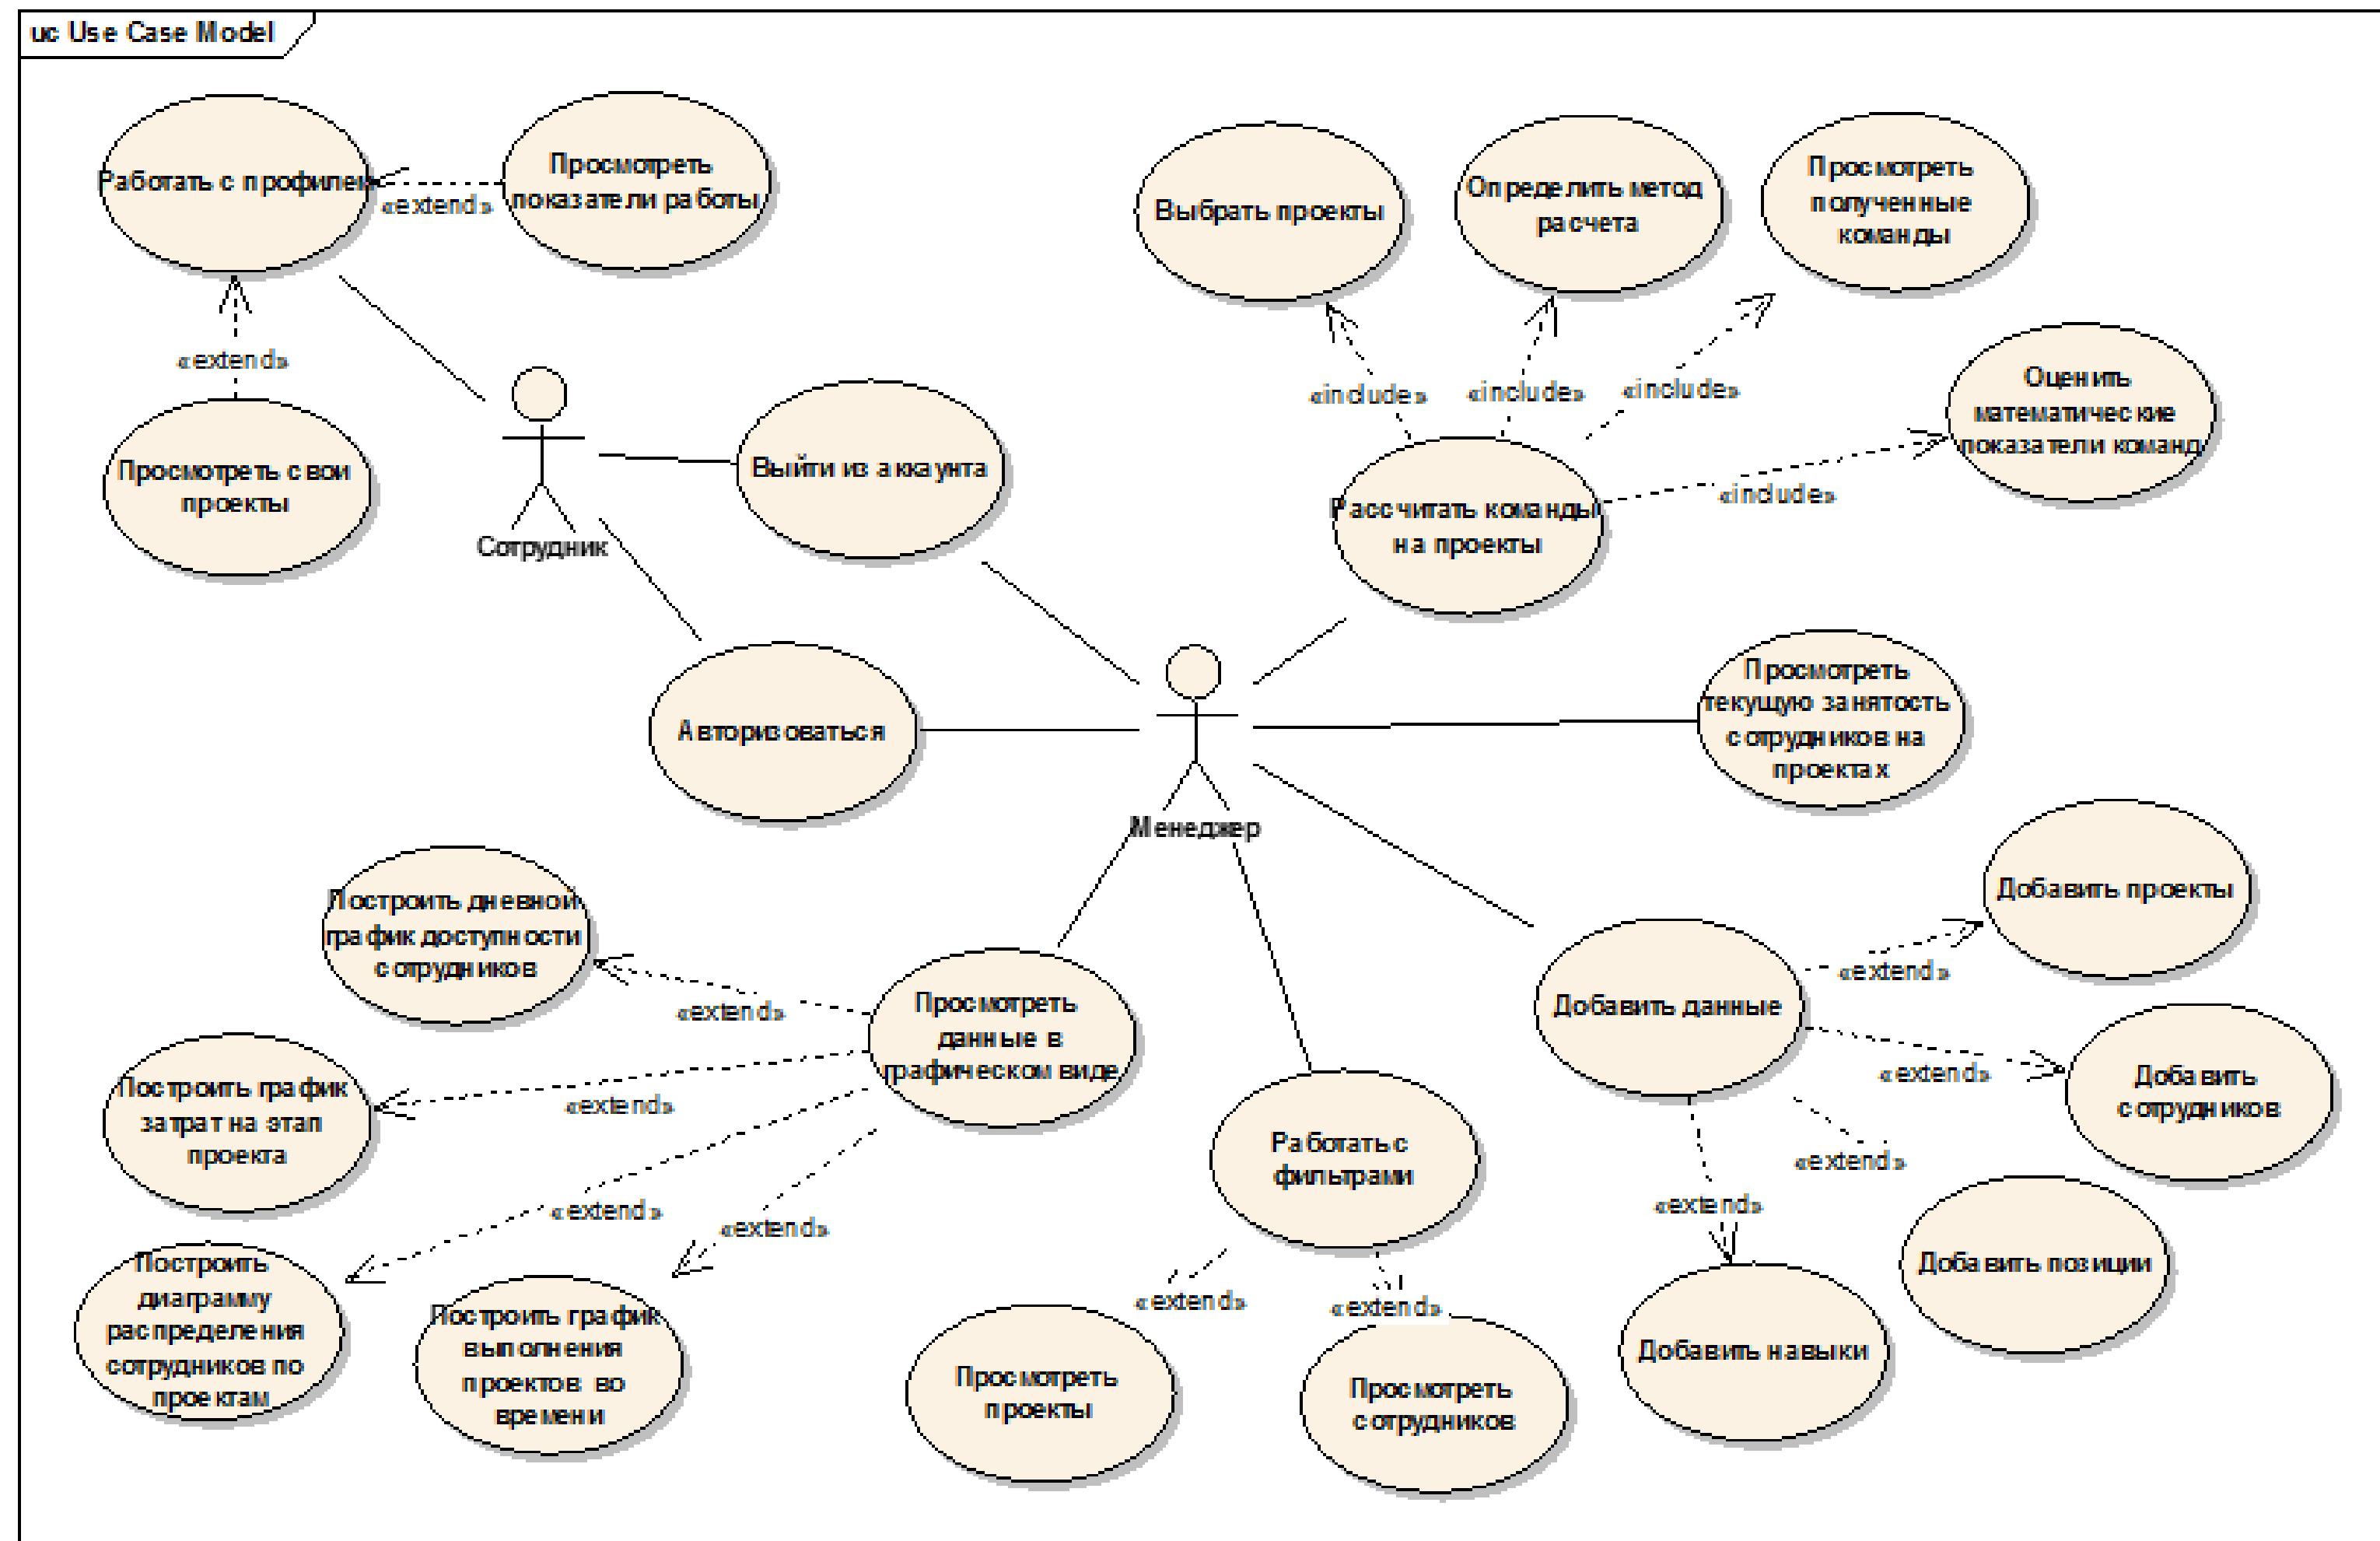 uc Use Case Model
Работать с профилем
«extend»
Просмотреть
показатели работы
«extend»
Просмотреть свои
проекты
Сотрудник
Выйти из аккаунта
Авторизоваться
Выбрать проекты
Определить метод
расчета
Просмотреть
полученные
команды
Оценить
математические
показатели команд
«include»
«include»
«include»
«include»
Рассчитать команды
на проекты
Менеджер
Просмотреть
текущую занятость
сотрудников на
проектах
Построить дневной
график доступности
сотрудников
«extend»
Просмотреть
данные в
графическом виде
Построить график
затрат на этап
проекта
«extend»
«extend»
«extend»
Построить
диаграмму
распределения
сотрудников по
проектам
Построить график
выполнения
проектов во
времени
Работать с
фильтрами
«extend»
«extend»
Просмотреть
проекты
Просмотреть
сотрудников
Добавить данные
«extend»
Добавить проекты
«extend»
Добавить
сотрудников
«extend»
«extend»
Добавить позиции
Добавить навыки